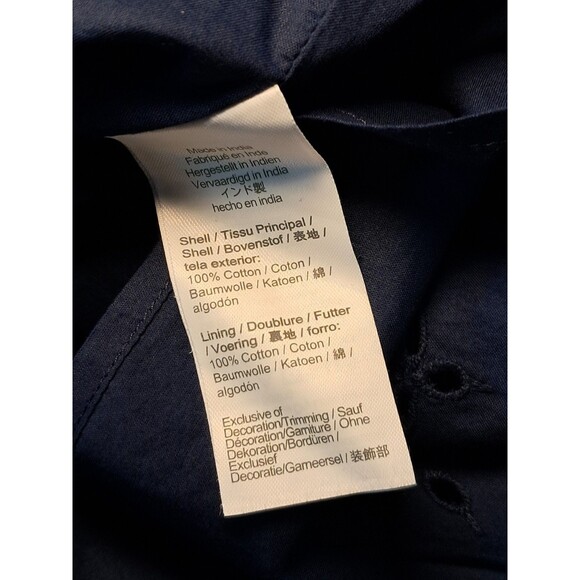 Made in India
Fabriqué en Inde
Hergestellt in Indien
Vervaardigd in India
インド製
hecho en india
Shell / Tissu Principal /
Shell / Bovenstof / 表地 /
tela exterior:
100% Cotton / Coton /
Baumwolle / Katoen / 綿 /
algodón
Lining / Doublure / Futter
/ Voering / 裏地 / forro:
100% Cotton / Coton /
Baumwolle / Katoen / 綿 /
algodón
Exclusive of
Decoration/Trimming / Sauf
Décoration/Garniture / Ohne
Dekoration/Bordüren /
Exclusief
Decoratie/Garneersel / 装飾部